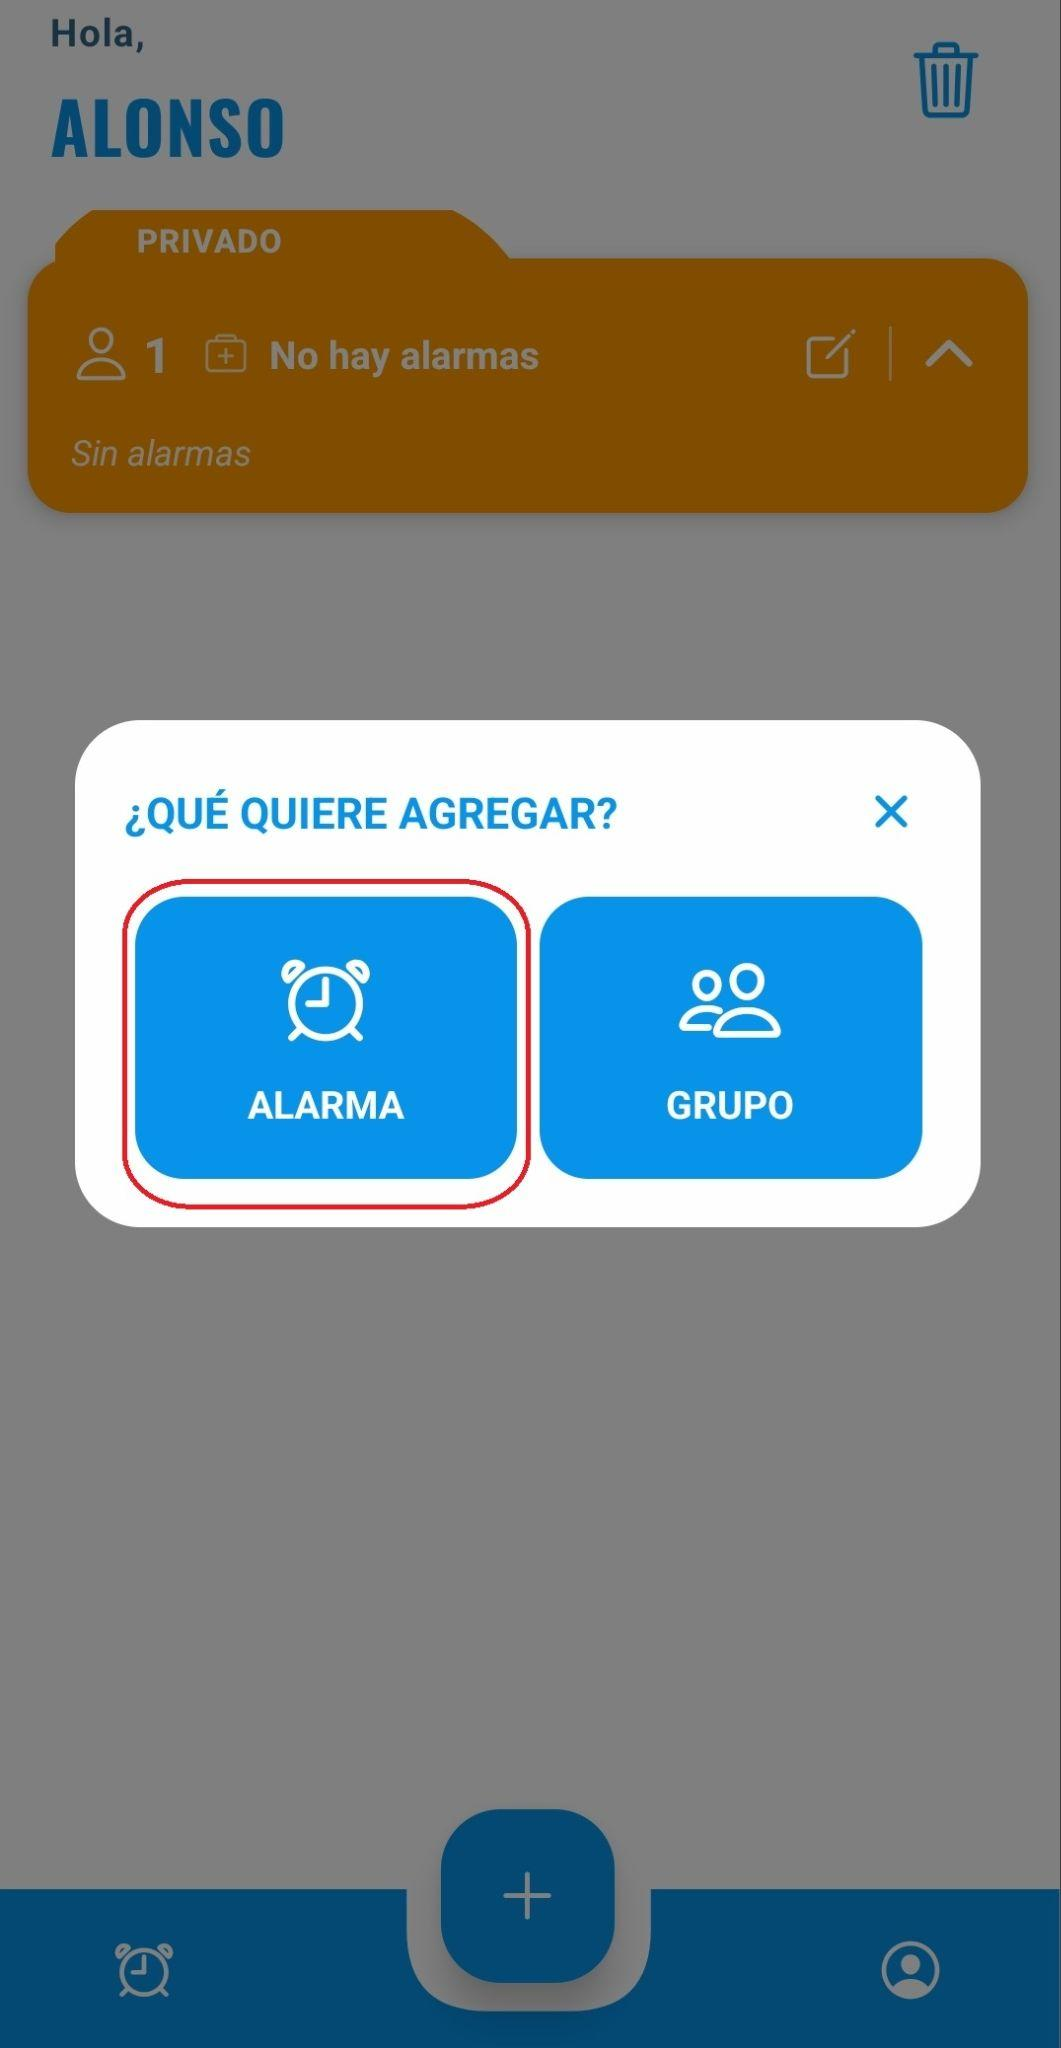 Hola,
ALONSO
PRIVADO
1 No hay alarmas
Sin alarmas
¿QUÉ QUIERE AGREGAR?
ALARMA
GRUPO